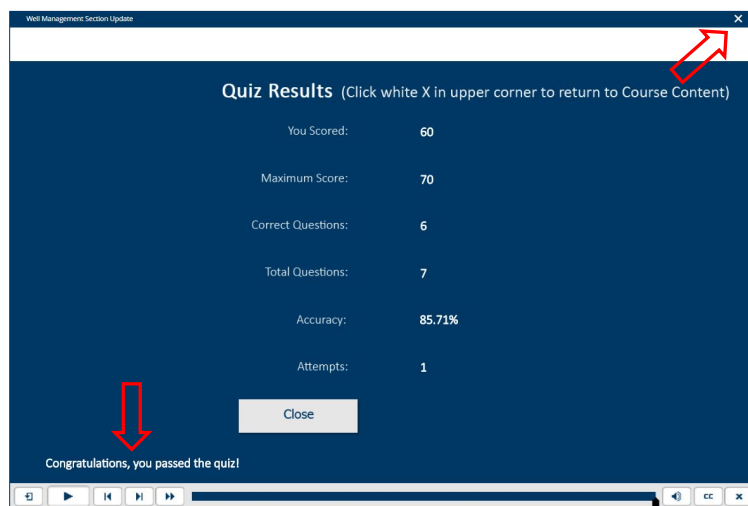 Well Management Section Update
Quiz Results (Click white X in upper corner to return to Course Content)
You Scored: 60
Maximum Score: 70
Correct Questions: 6
Total Questions: 7
Accuracy: 85.71%
Attempts: 1
Close
Congratulations, you passed the quiz!
CC